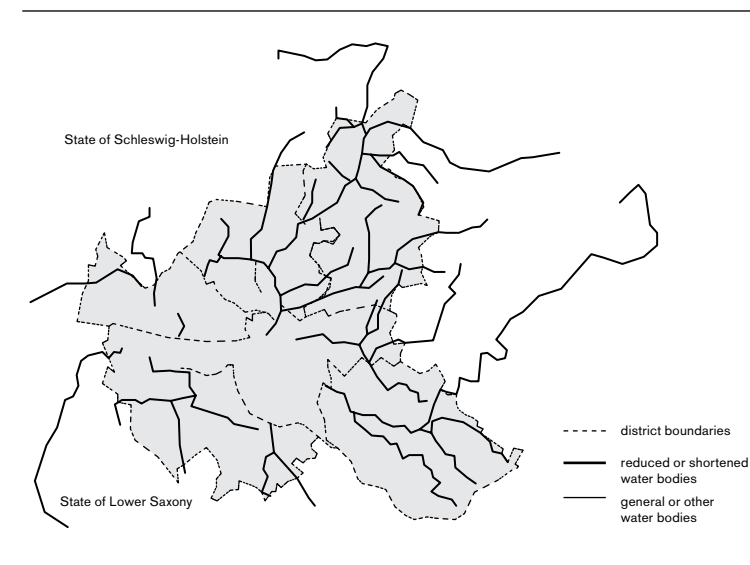 State of Schleswig-Holstein
State of Lower Saxony
district boundaries
reduced or shortened
water bodies
general or other
water bodies